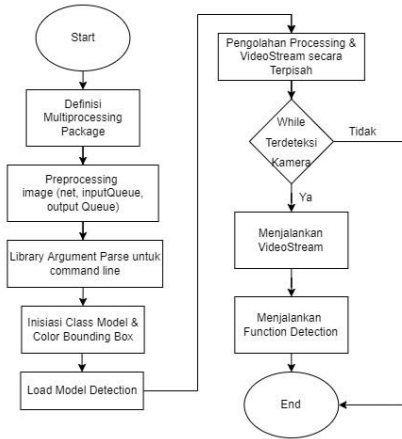 Start
Definisi
Multiprocessing
Package
Preprocessing
image (net, inputQueue,
output Queue)
Library Argument Parse untuk
command line
Inisiasi Class Model &
Color Bounding Box
Load Model Detection
Pengolahan Processing &
VideoStream secara
Terpisah
While
Terdeteksi
Kamera
Tidak
Ya
Menjalankan
VideoStream
Menjalankan
Function Detection
End